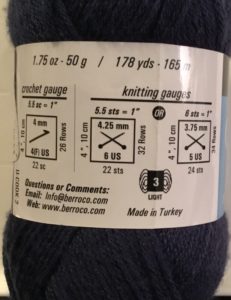 1.75 oz - 50 g / 178 yds - 165 m
crochet gauge
knitting gauges
5.5 sc = 1"
4", 10 cm
4 mm
4(F) US
26 Rows
22 sc
5.5 sts = 1"
4", 10 cm
4.25 mm
6 US
32 Rows
22 sts
OR
6 sts = 1"
4", 10 cm
3.75 mm
5 US
34 Rows
24 sts
Questions or Comments:
Email: info@berroco.com
Web: www.berroco.com
3
LIGHT
Made in Turkey